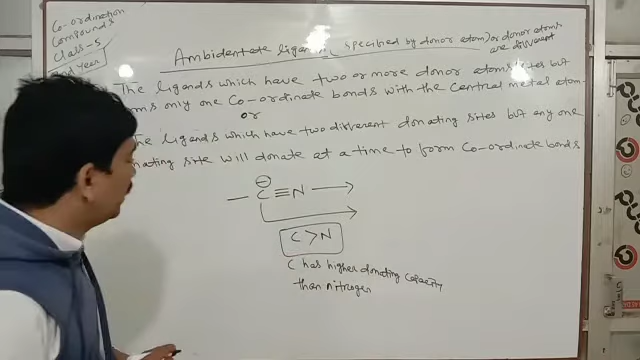 Co-ordination
Compounds
Class-5
2nd Year
Ambidentate ligand (specified by donor atom) or donor atoms
are different
The ligands which have two or more donor atoms/sites but
forms only one Co-ordinate bonds with the Central metal atom
or
The ligands which have two different donating sites but any one
donating site will donate at a time to form Co-ordinate bonds
⊖
— C≡N →
C > N
C has higher donating capacity
than nitrogen